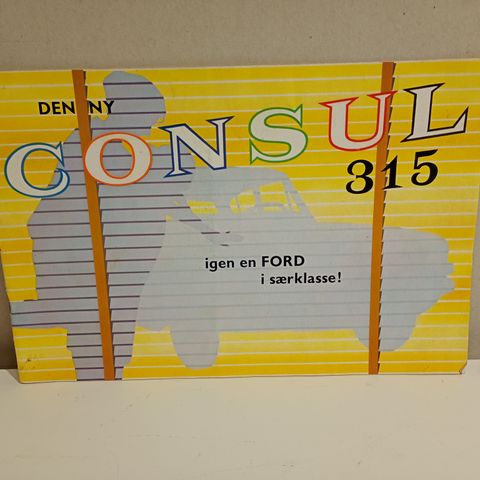 DEN NY
CONSUL
315
igen en FORD
i særklasse!